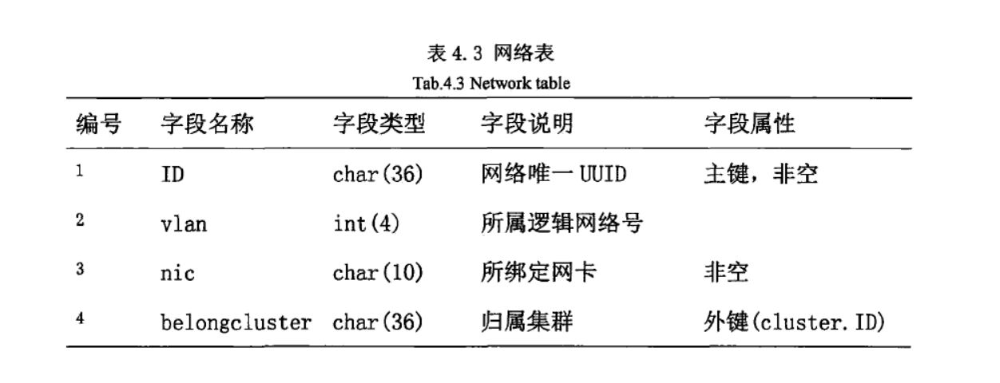 表 4.3 网络表
Tab.4.3 Network table
编号 字段名称 字段类型 字段说明 字段属性
1 ID char(36) 网络唯一 UUID 主键，非空
2 vlan int(4) 所属逻辑网络号
3 nic char(10) 所绑定网卡 非空
4 belongcluster char(36) 归属集群 外键(cluster.ID)